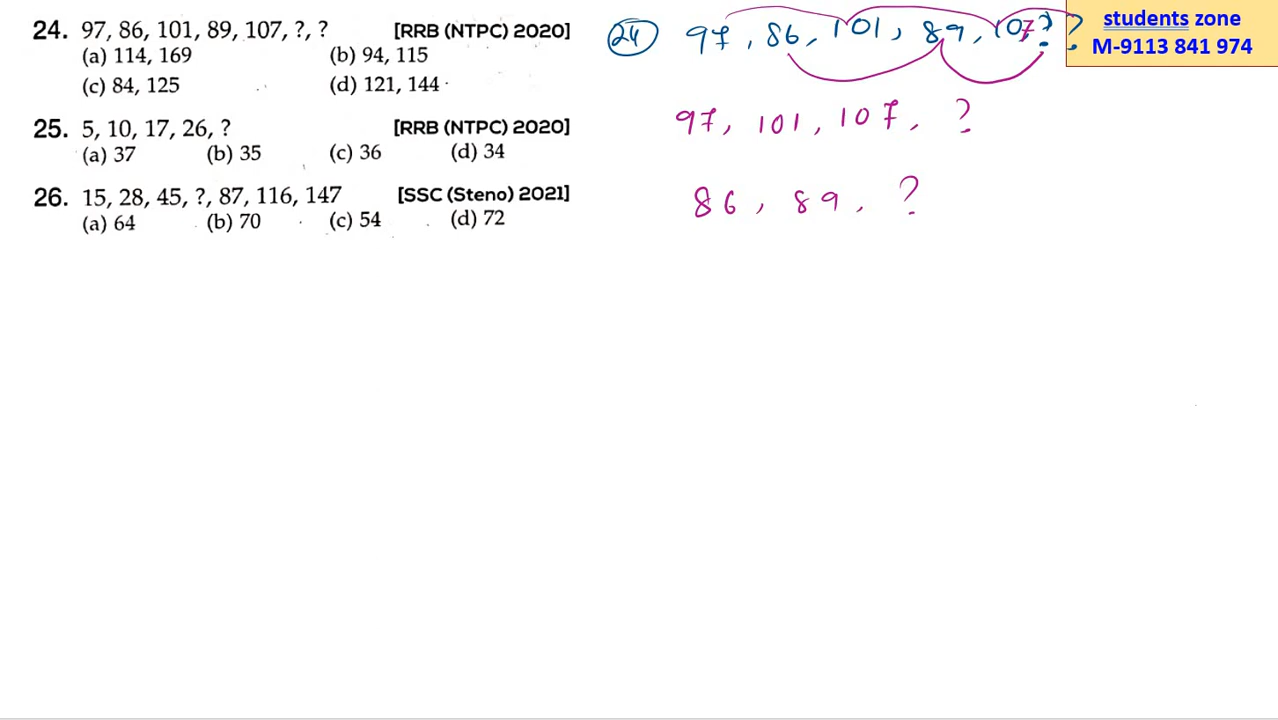 24. 97, 86, 101, 89, 107, ?, ? [RRB (NTPC) 2020]
(a) 114, 169 (b) 94, 115
(c) 84, 125 (d) 121, 144
25. 5, 10, 17, 26, ? [RRB (NTPC) 2020]
(a) 37 (b) 35 (c) 36 (d) 34
26. 15, 28, 45, ?, 87, 116, 147 [SSC (Steno) 2021]
(a) 64 (b) 70 (c) 54 (d) 72
24 97, 86, 101, 89, 107 ? ?
97, 101, 107, ?
86, 89, ?
students zone
M-9113 841 974